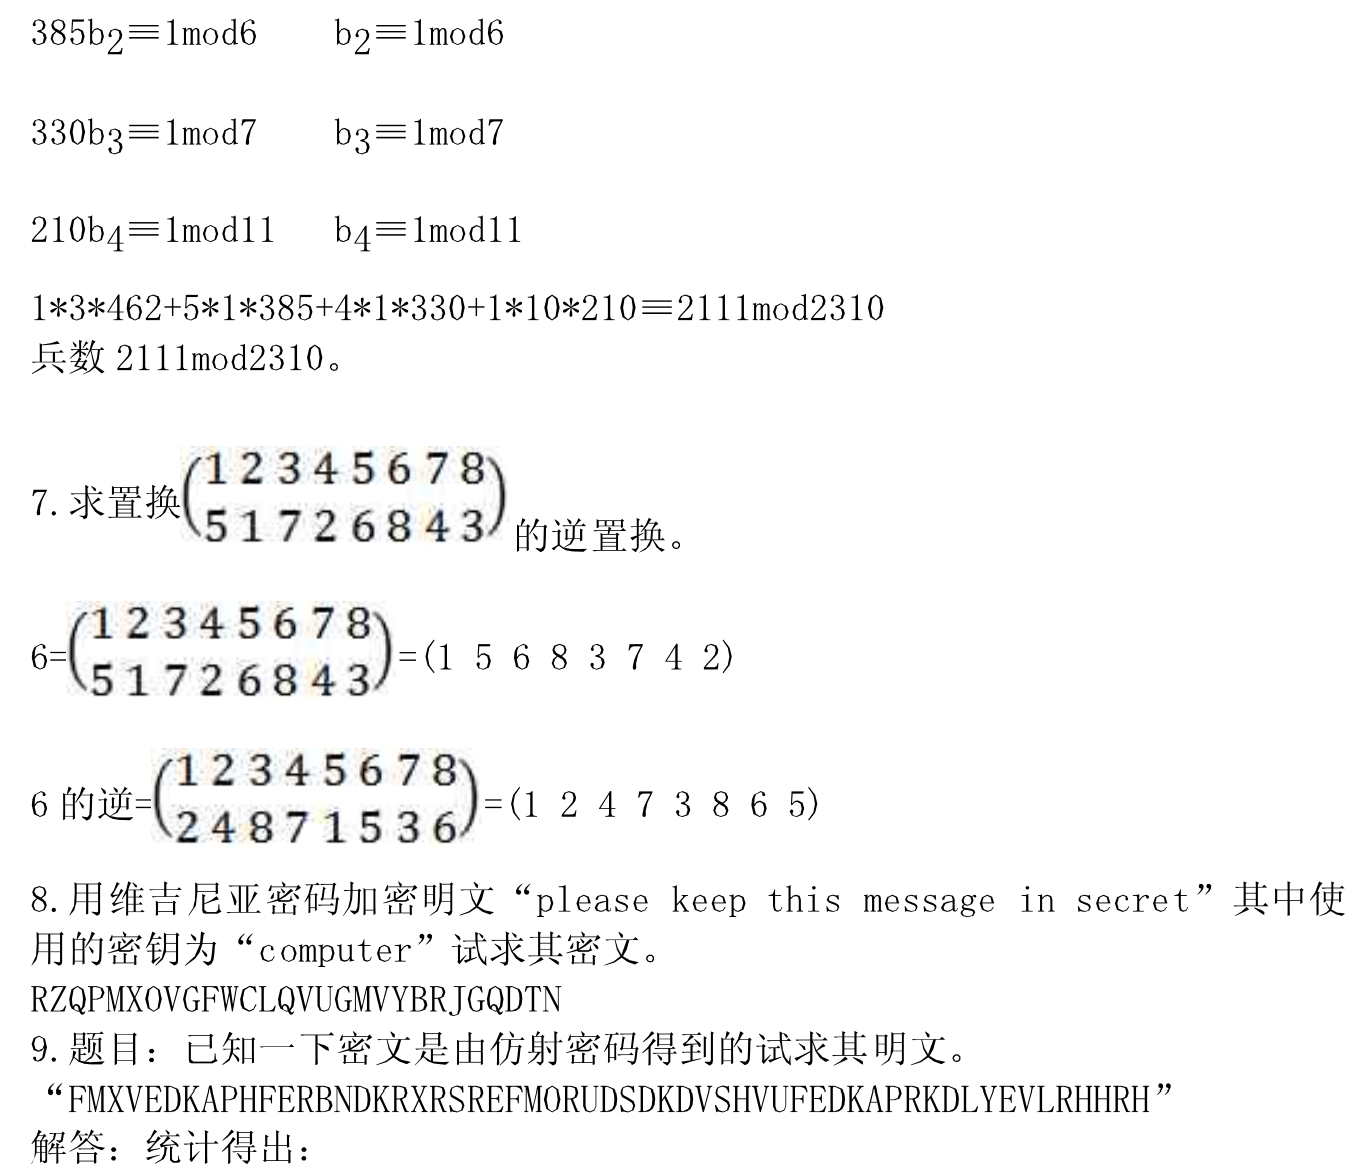 385b2≡1mod6 b2≡1mod6
330b3≡1mod7 b3≡1mod7
210b4≡1mod11 b4≡1mod11
1*3*462+5*1*385+4*1*330+1*10*210≡2111mod2310
兵数 2111mod2310。
7.求置换(1 2 3 4 5 6 7 8
5 1 7 2 6 8 4 3)的逆置换。
6=(1 2 3 4 5 6 7 8
5 1 7 2 6 8 4 3)=(1 5 6 8 3 7 4 2)
6 的逆=(1 2 3 4 5 6 7 8
2 4 8 7 1 5 3 6)=(1 2 4 7 3 8 6 5)
8.用维吉尼亚密码加密明文“please keep this message in secret”其中使
用的密钥为“computer”试求其密文。
RZQPMXOVGFWCLQVUGMVYBRJGQDTN
9.题目：已知一下密文是由仿射密码得到的试求其明文。
“FMXVEDKAPHFERBNDKRXRSREFMORUDSDKDVSHVUFEDKAPRKDLYEVLRHHRH”
解答：统计得出：